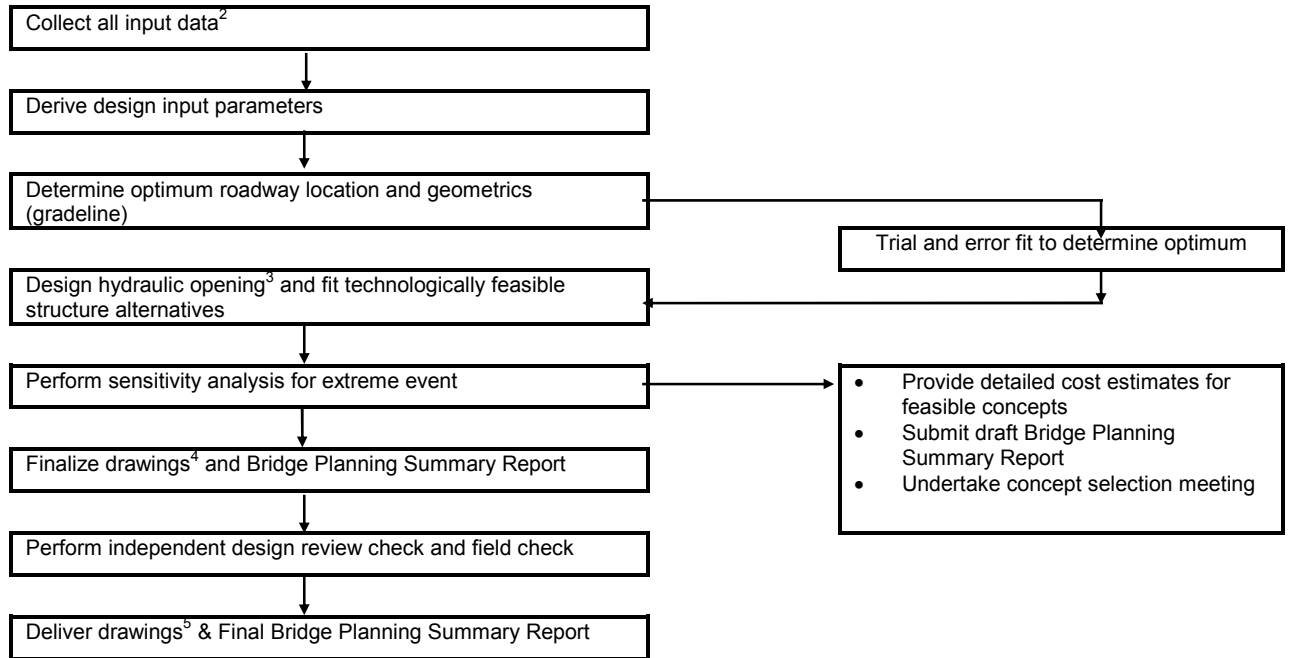 Collect all input data²
Derive design input parameters
Determine optimum roadway location and geometrics
(gradeline)
Trial and error fit to determine optimum
Design hydraulic opening³ and fit technologically feasible
structure alternatives
Perform sensitivity analysis for extreme event
• Provide detailed cost estimates for
feasible concepts
• Submit draft Bridge Planning
Summary Report
• Undertake concept selection meeting
Finalize drawings⁴ and Bridge Planning Summary Report
Perform independent design review check and field check
Deliver drawings⁵ & Final Bridge Planning Summary Report